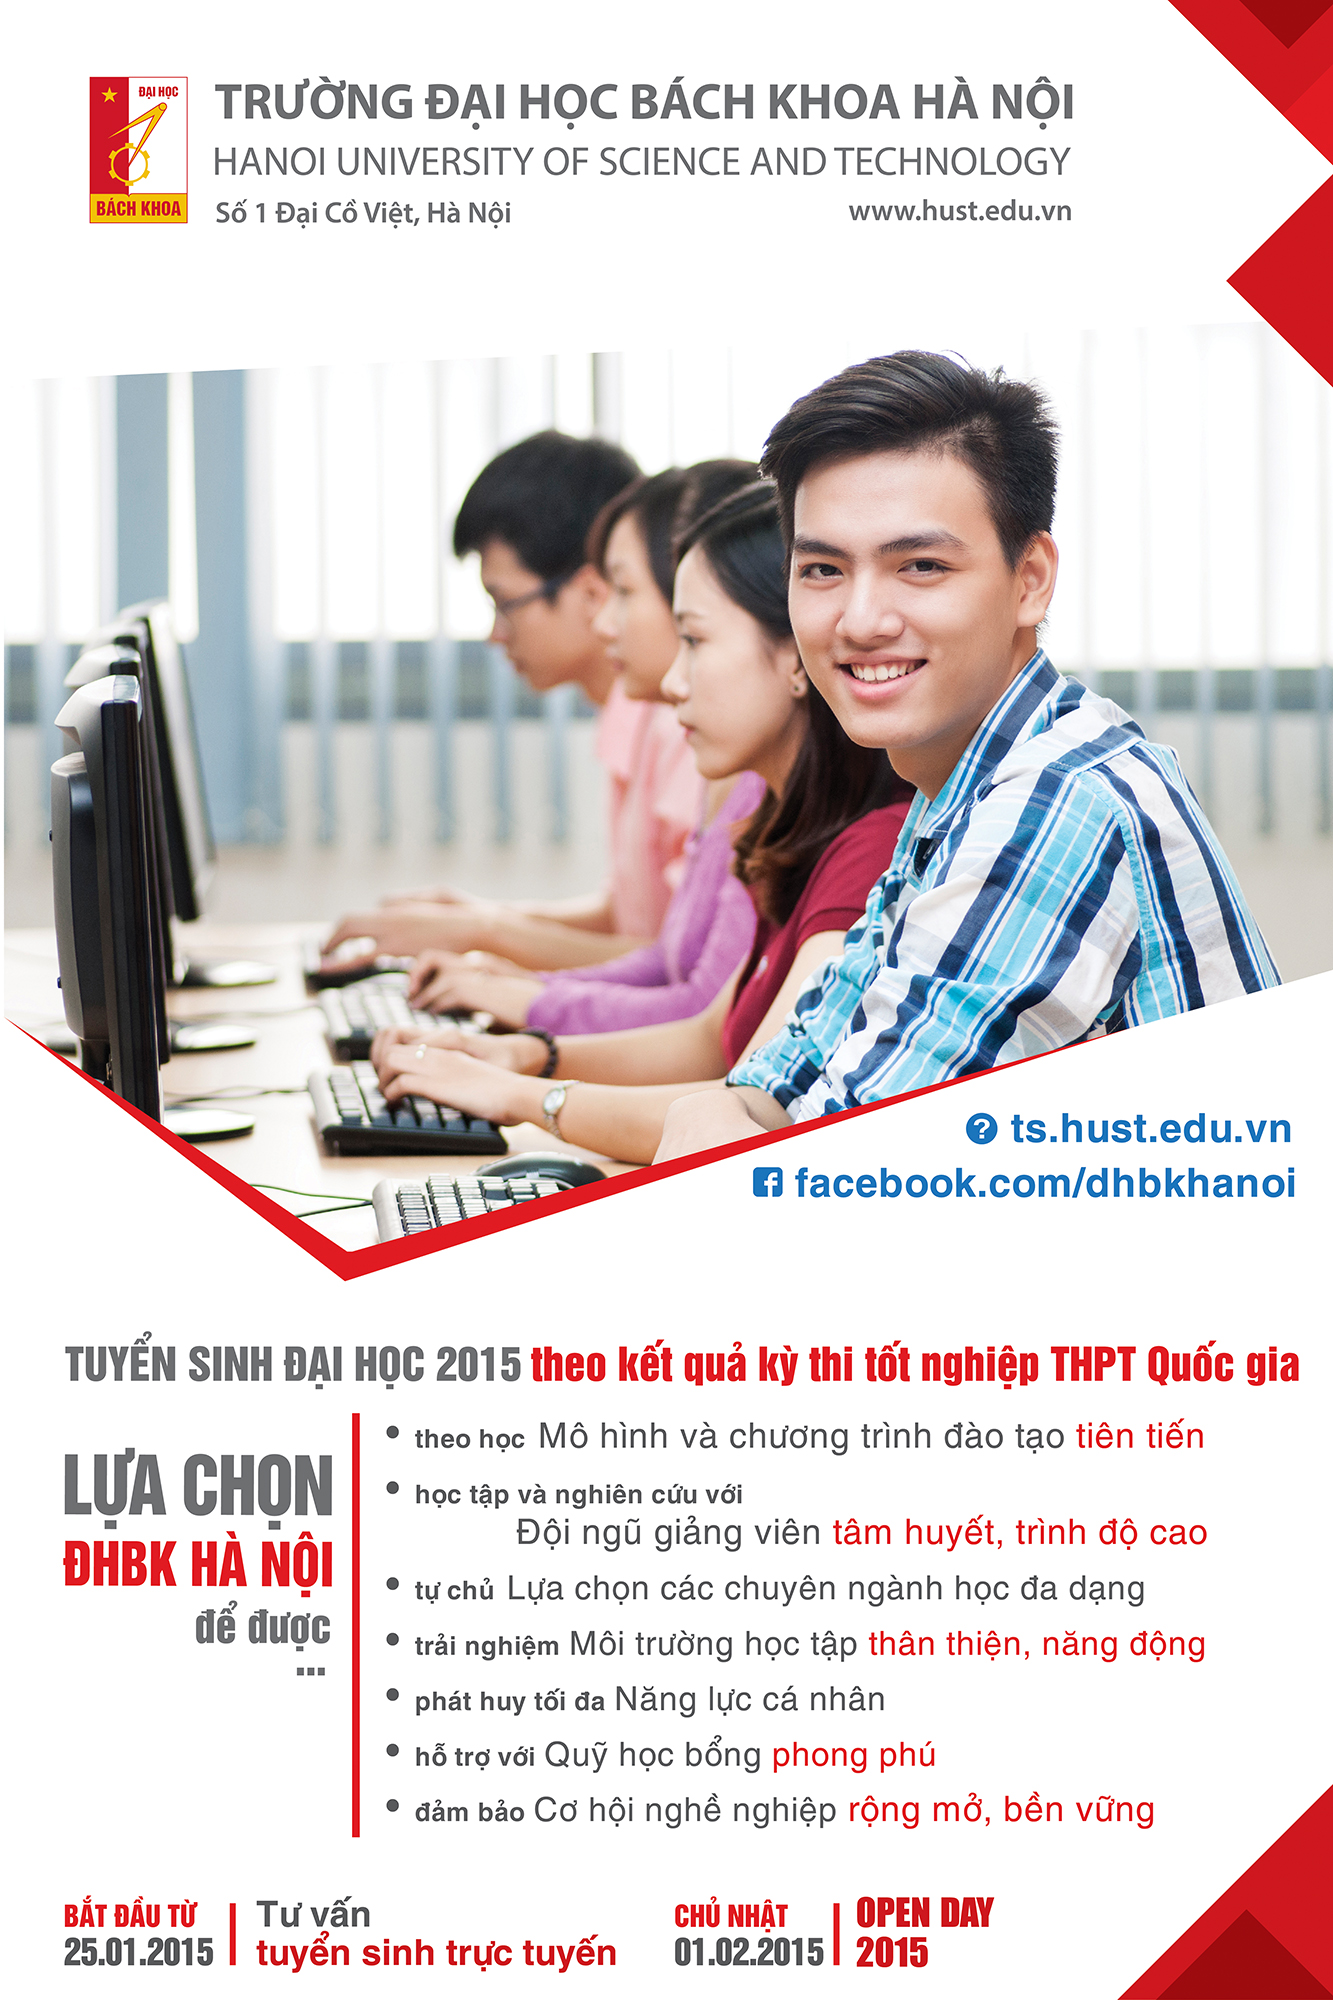 ĐẠI HỌC
BÁCH KHOA
TRƯỜNG ĐẠI HỌC BÁCH KHOA HÀ NỘI
HANOI UNIVERSITY OF SCIENCE AND TECHNOLOGY
Số 1 Đại Cồ Việt, Hà Nội
www.hust.edu.vn
? ts.hust.edu.vn
f facebook.com/dhbkhanoi
TUYỂN SINH ĐẠI HỌC 2015 theo kết quả kỳ thi tốt nghiệp THPT Quốc gia
LỰA CHỌN
ĐHBK HÀ NỘI
để được
...
• theo học Mô hình và chương trình đào tạo tiên tiến
• học tập và nghiên cứu với
Đội ngũ giảng viên tâm huyết, trình độ cao
• tự chủ Lựa chọn các chuyên ngành học đa dạng
• trải nghiệm Môi trường học tập thân thiện, năng động
• phát huy tối đa Năng lực cá nhân
• hỗ trợ với Quỹ học bổng phong phú
• đảm bảo Cơ hội nghề nghiệp rộng mở, bền vững
BẮT ĐẦU TỪ
25.01.2015
Tư vấn
tuyển sinh trực tuyến
CHỦ NHẬT
01.02.2015
OPEN DAY
2015